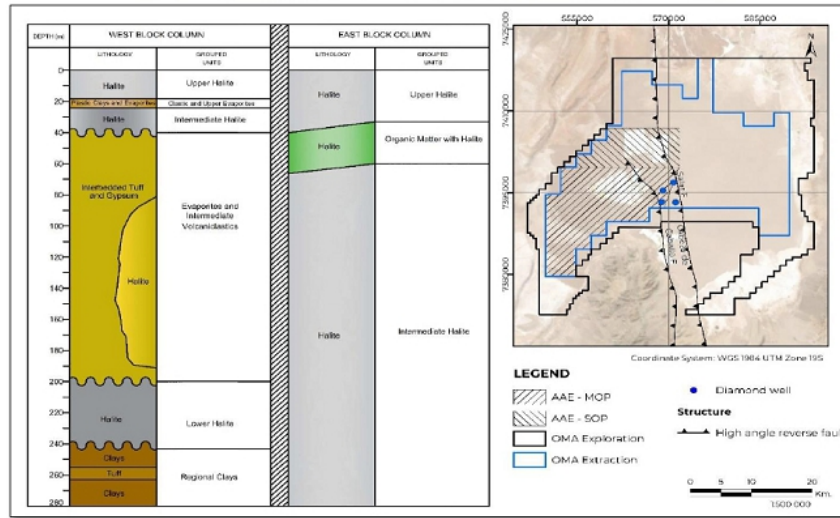 WEST BLOCK COLUMN
EAST BLOCK COLUMN
DEPTH (m)
LITHOLOGY
GROUPED UNITS
LITHOLOGY
GROUPED UNITS
0
20
40
60
80
100
120
140
160
180
200
220
240
260
280
Halite
Plastic Clays and Evaporites
Halite
Interbedded Tuff
and Gypsum
Halite
Halite
Clays
Tuff
Clays
Upper Halite
Clastic and Upper Evaporites
Intermediate Halite
Evaporites and
Intermediate
Volcaniclastics
Lower Halite
Regional Clays
Halite
Halite
Halite
Upper Halite
Organic Matter with Halite
Intermediate Halite
555000
570000
585000
7425000
7410000
7395000
7380000
N
Coordinate System: WGS 1984 UTM Zone 19S
LEGEND
AAE - MOP
AAE - SOP
OMA Exploration
OMA Extraction
Diamond well
Structure
High angle reverse faul
0 5 10 20
Km.
1:500.000